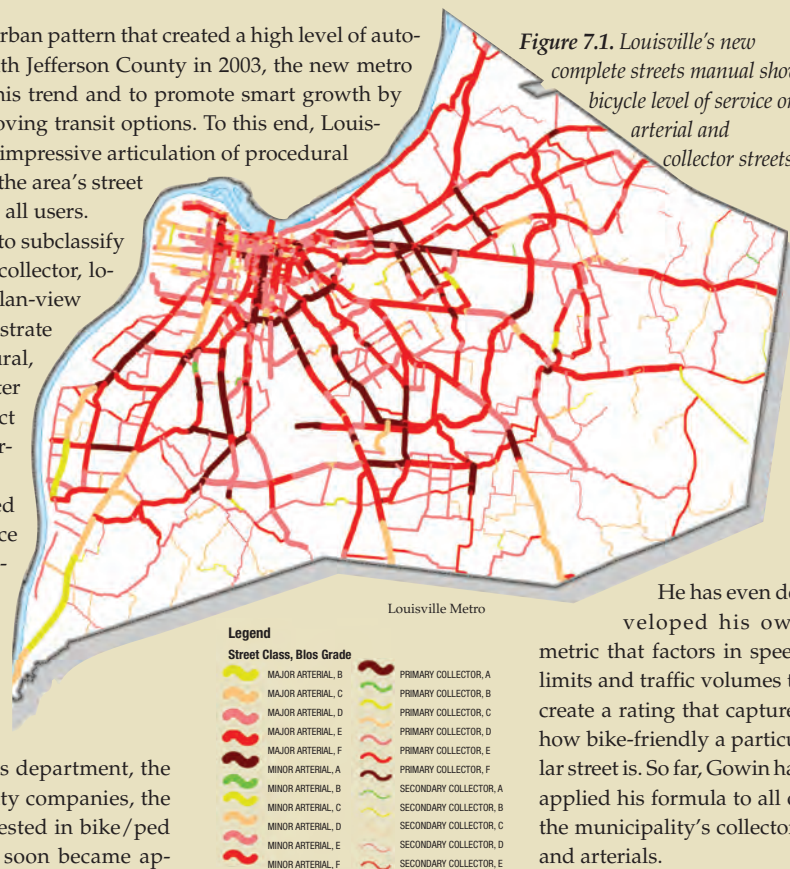 rban pattern that created a high level of auto-
th Jefferson County in 2003, the new metro
his trend and to promote smart growth by
oving transit options. To this end, Louis-
impressive articulation of procedural
the area's street
all users.
to subclassify
collector, lo-
lan-view
strate
ural,
ter
ct
r-
ed
ce
-
s department, the
ty companies, the
ested in bike/ped
soon became ap-
Figure 7.1. Louisville's new
complete streets manual show
bicycle level of service on
arterial and
collector streets
Louisville Metro
Legend
Street Class, Blos Grade
MAJOR ARTERIAL, B
MAJOR ARTERIAL, C
MAJOR ARTERIAL, D
MAJOR ARTERIAL, E
MAJOR ARTERIAL, F
MINOR ARTERIAL, A
MINOR ARTERIAL, B
MINOR ARTERIAL, C
MINOR ARTERIAL, D
MINOR ARTERIAL, E
MINOR ARTERIAL, F
PRIMARY COLLECTOR, A
PRIMARY COLLECTOR, B
PRIMARY COLLECTOR, C
PRIMARY COLLECTOR, D
PRIMARY COLLECTOR, E
PRIMARY COLLECTOR, F
SECONDARY COLLECTOR, A
SECONDARY COLLECTOR, B
SECONDARY COLLECTOR, C
SECONDARY COLLECTOR, D
SECONDARY COLLECTOR, E
He has even de
veloped his ow
metric that factors in spee
limits and traffic volumes t
create a rating that capture
how bike-friendly a particu
lar street is. So far, Gowin ha
applied his formula to all o
the municipality's collector
and arterials.